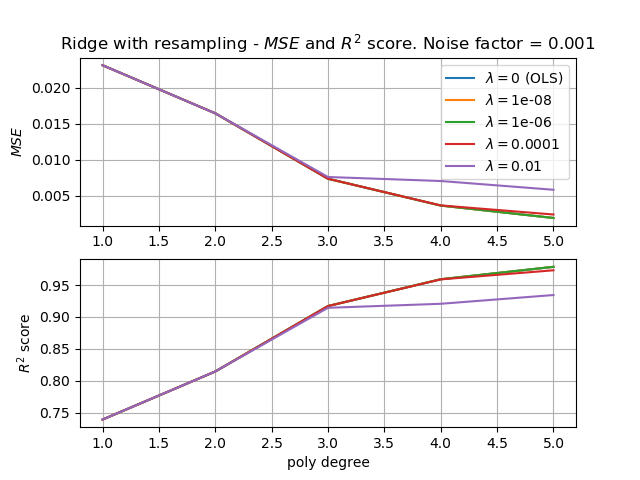 Ridge with resampling - MSE and R² score. Noise factor = 0.001
MSE
0.020
0.015
0.010
0.005
λ = 0 (OLS)
λ = 1e-08
λ = 1e-06
λ = 0.0001
λ = 0.01
1.0 1.5 2.0 2.5 3.0 3.5 4.0 4.5 5.0
R² score
0.95
0.90
0.85
0.80
0.75
1.0 1.5 2.0 2.5 3.0 3.5 4.0 4.5 5.0
poly degree